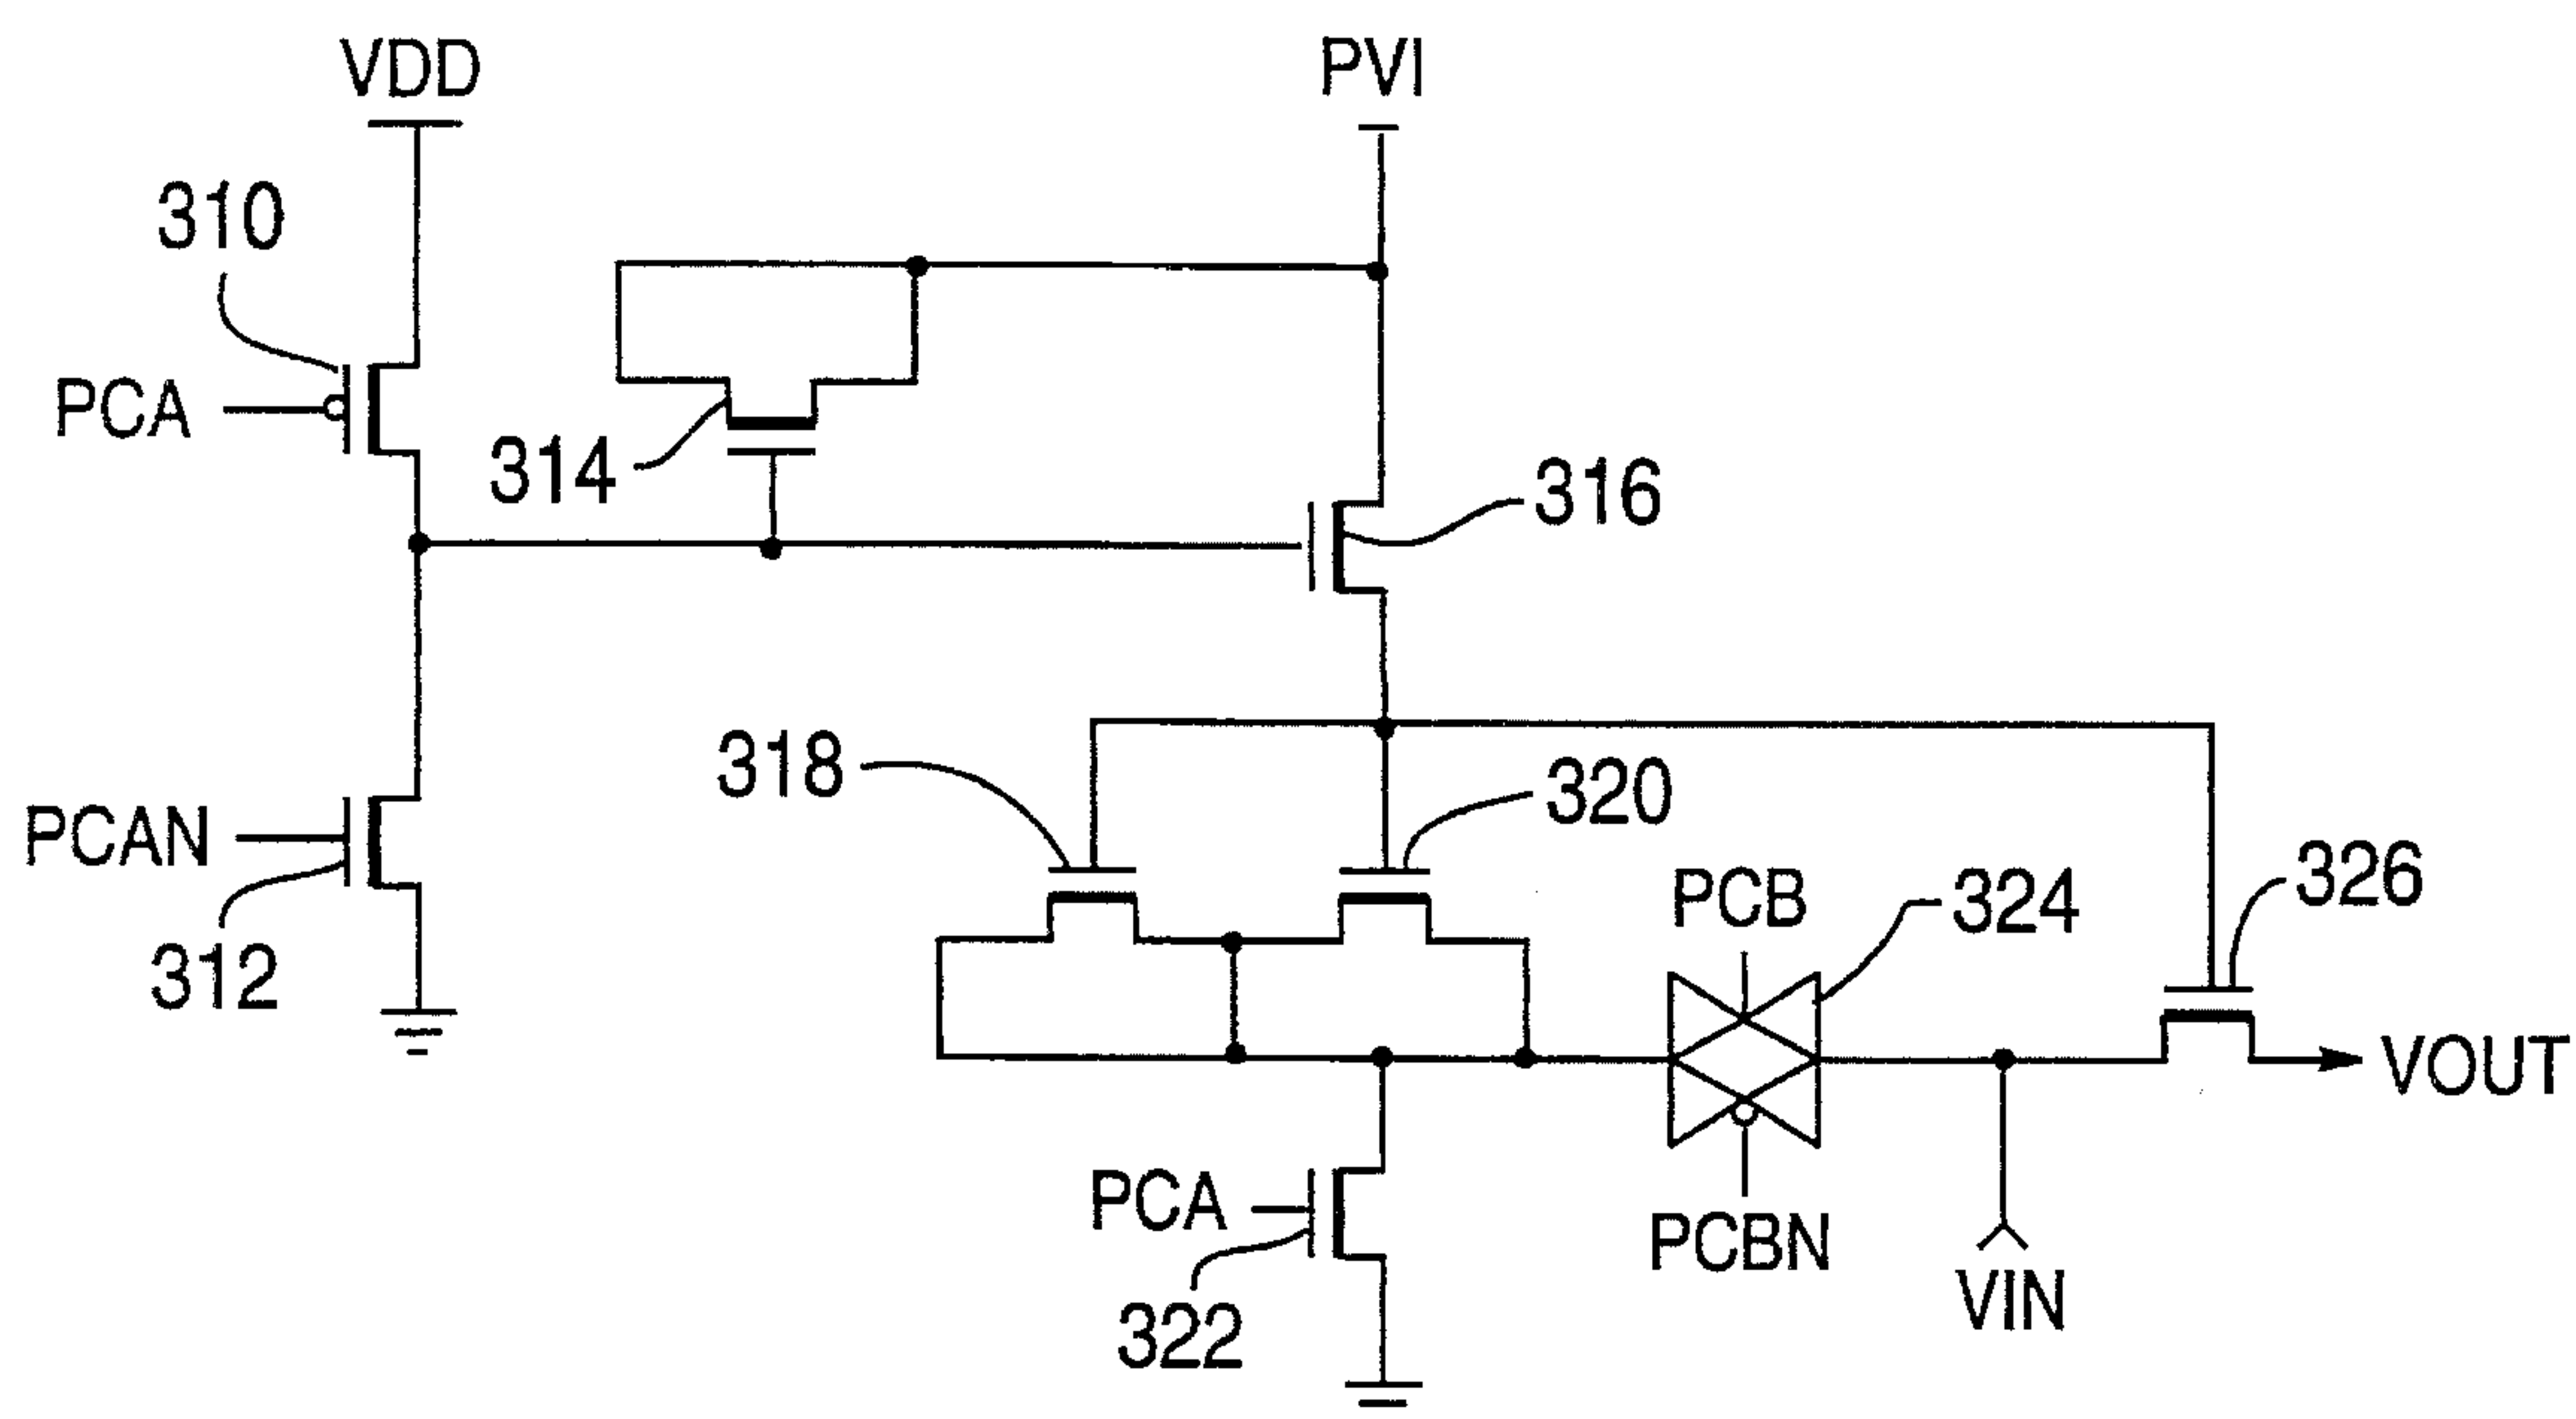 VDD
PVI
310
PCA
314
316
318
320
PCAN
312
PCB
324
326
VOUT
PCA
PCBN
322
VIN